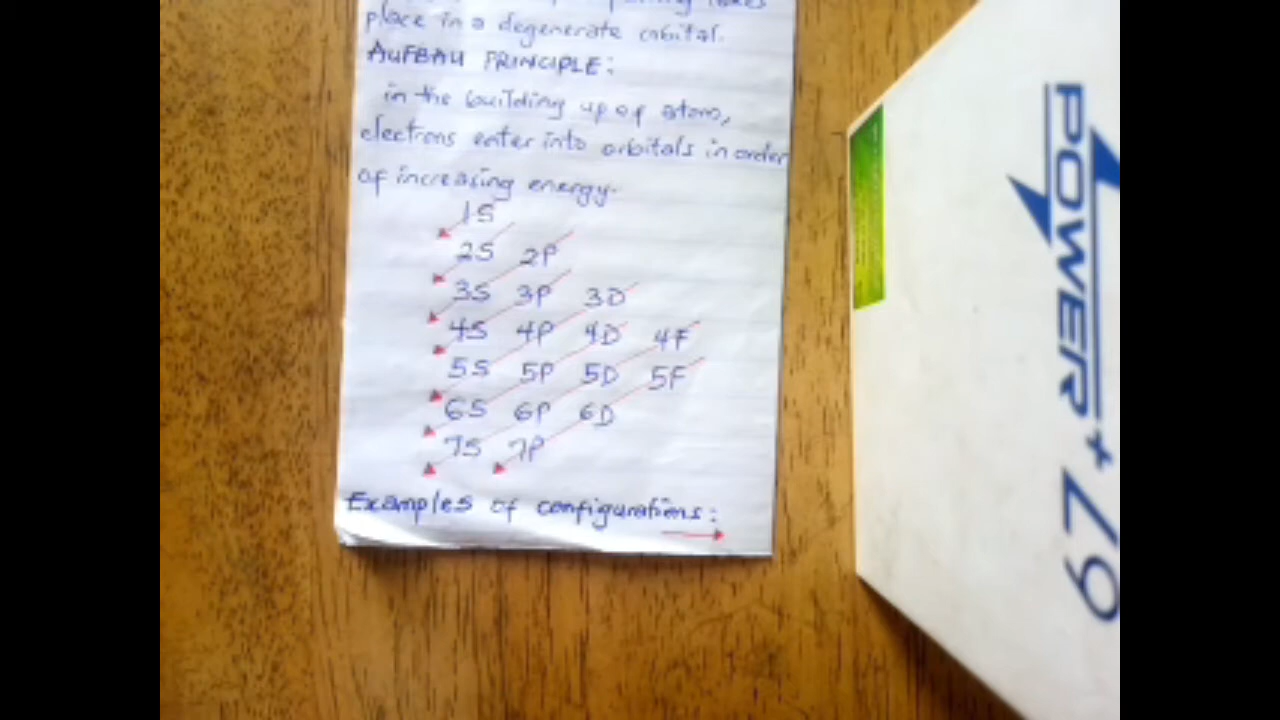 place in a degenerate orbital.
AUFBAU PRINCIPLE:
in the building up of atom,
electrons enter into orbitals in order
of increasing energy.
1S
2S 2P
3S 3P 3D
4S 4P 4D 4F
5S 5P 5D 5F
6S 6P 6D
7S 7P
Examples of configurations:
POWER+
L9